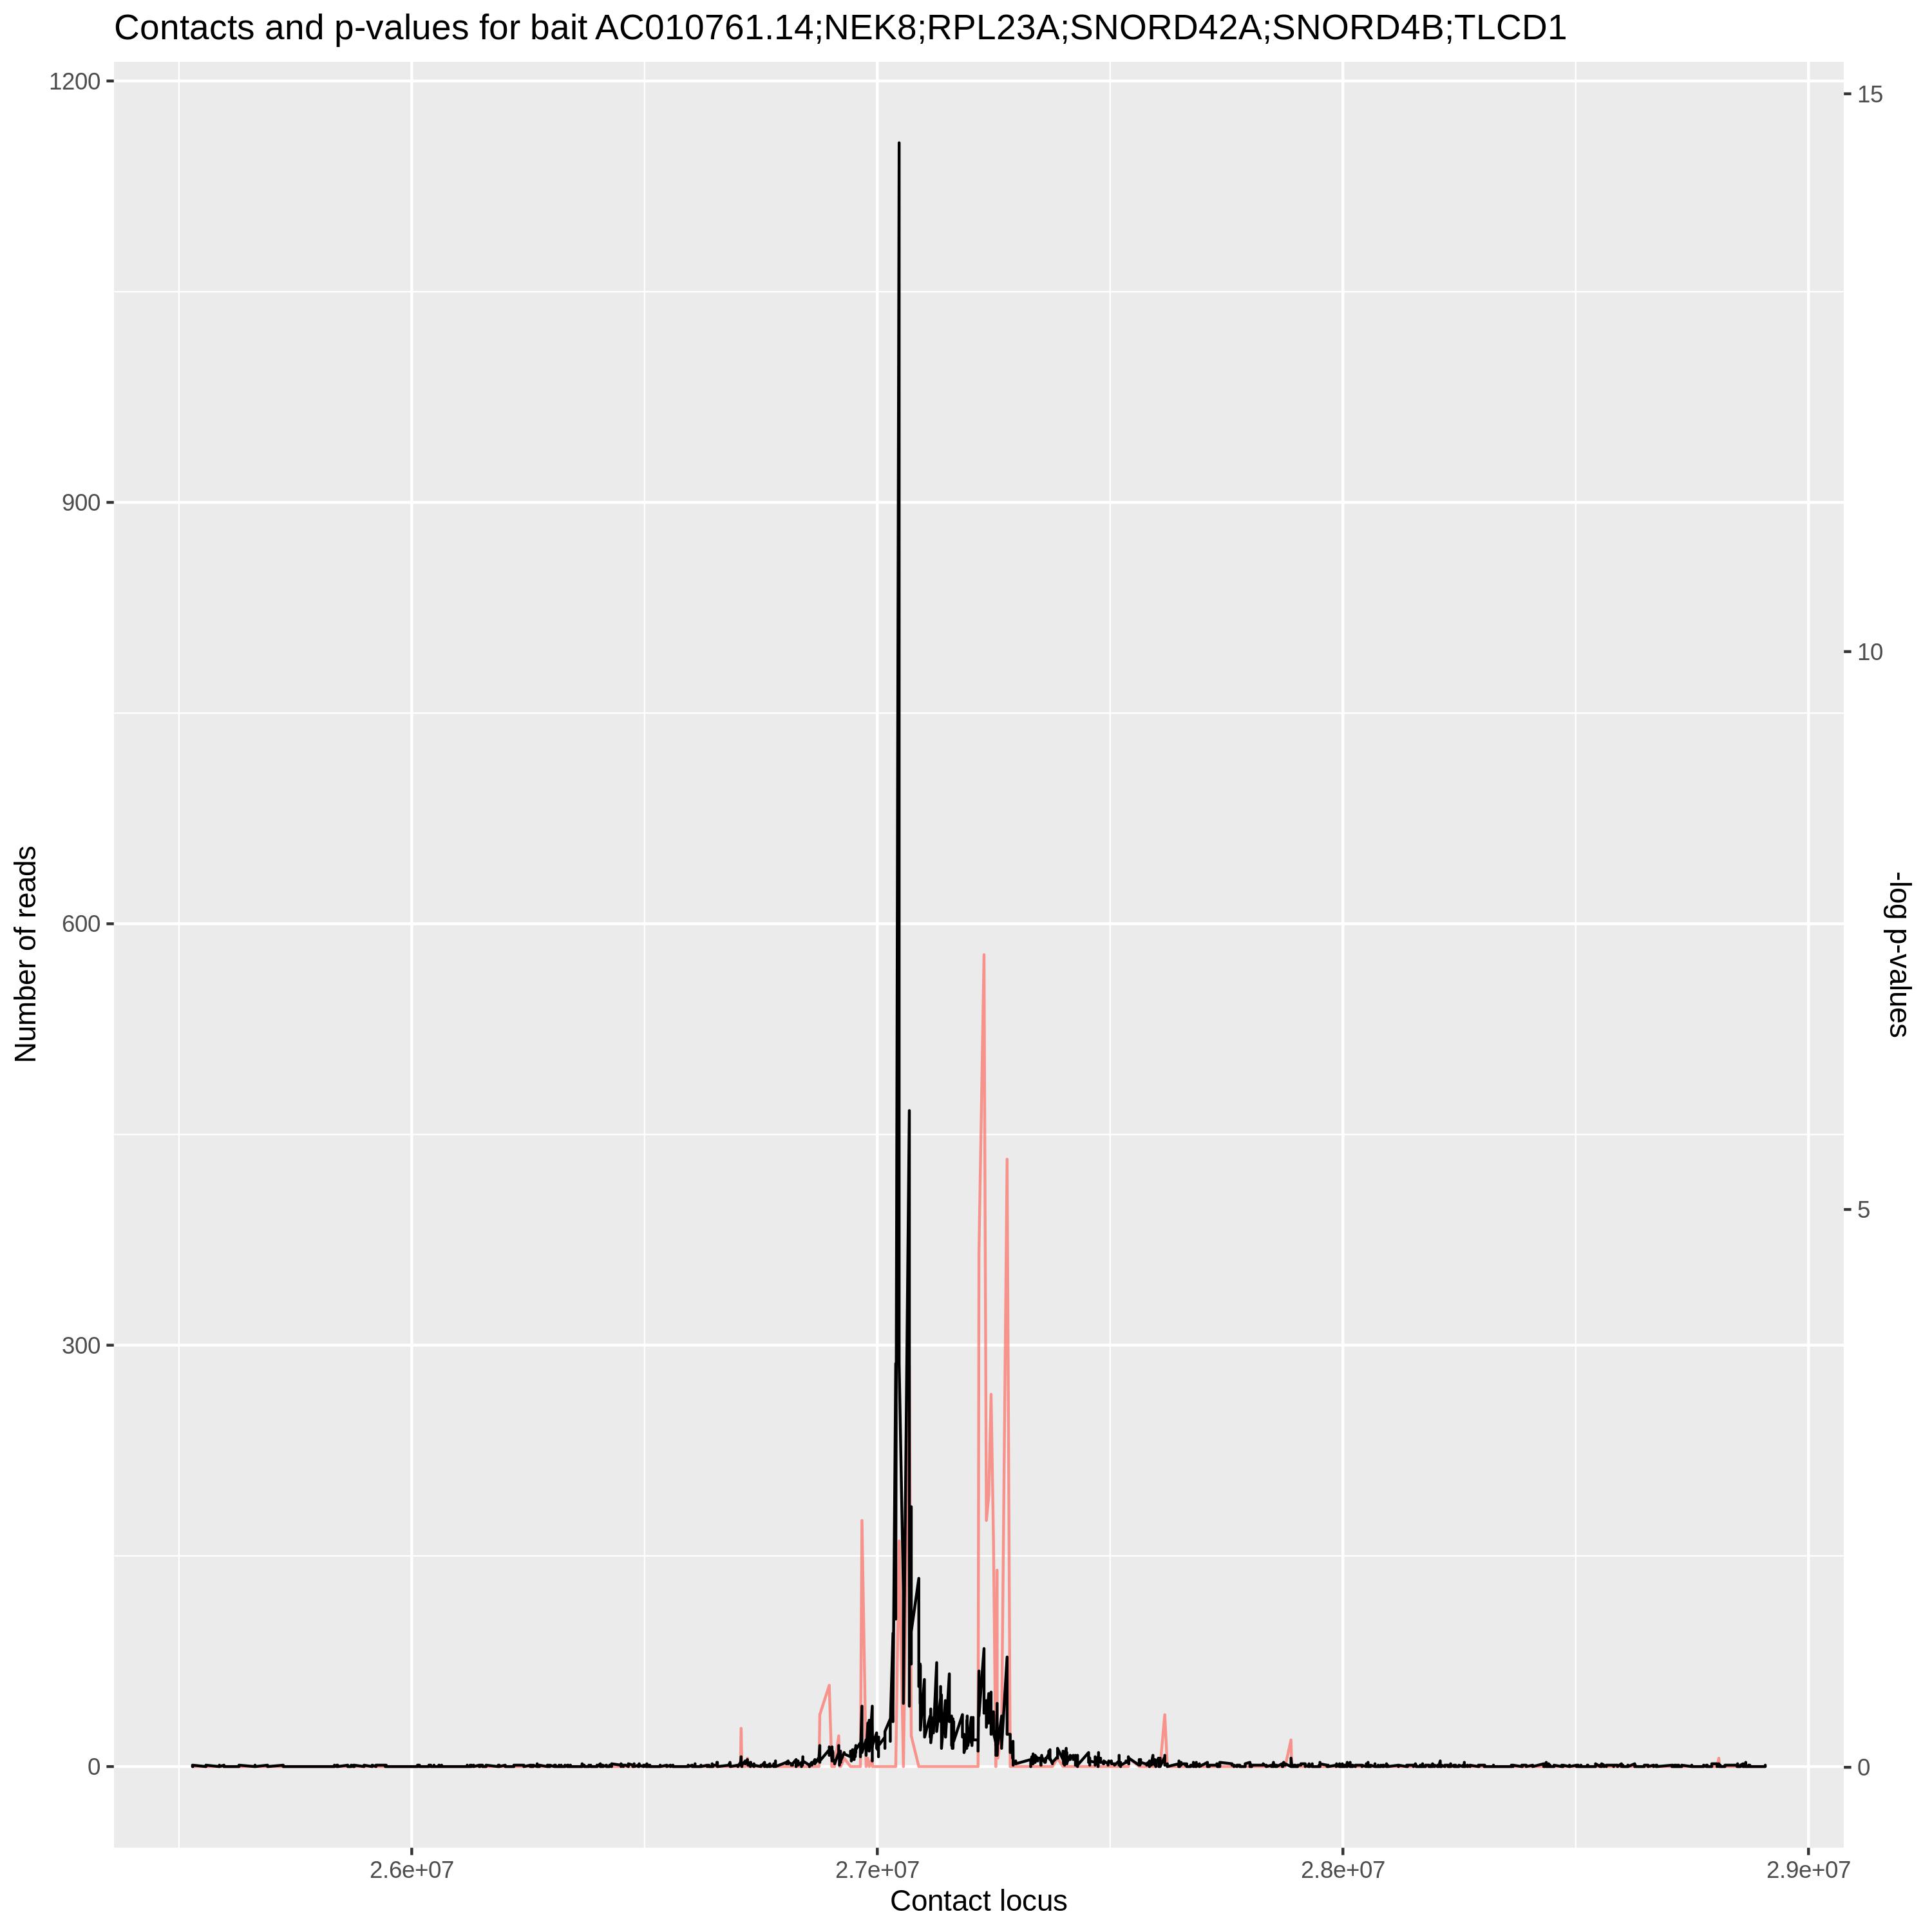 Contacts and p-values for bait AC010761.14;NEK8;RPL23A;SNORD42A;SNORD4B;TLCD1
1200
900
600
300
0
Number of reads
15
10
5
0
-log p-values
2.6e+07
2.7e+07
2.8e+07
2.9e+07
Contact locus